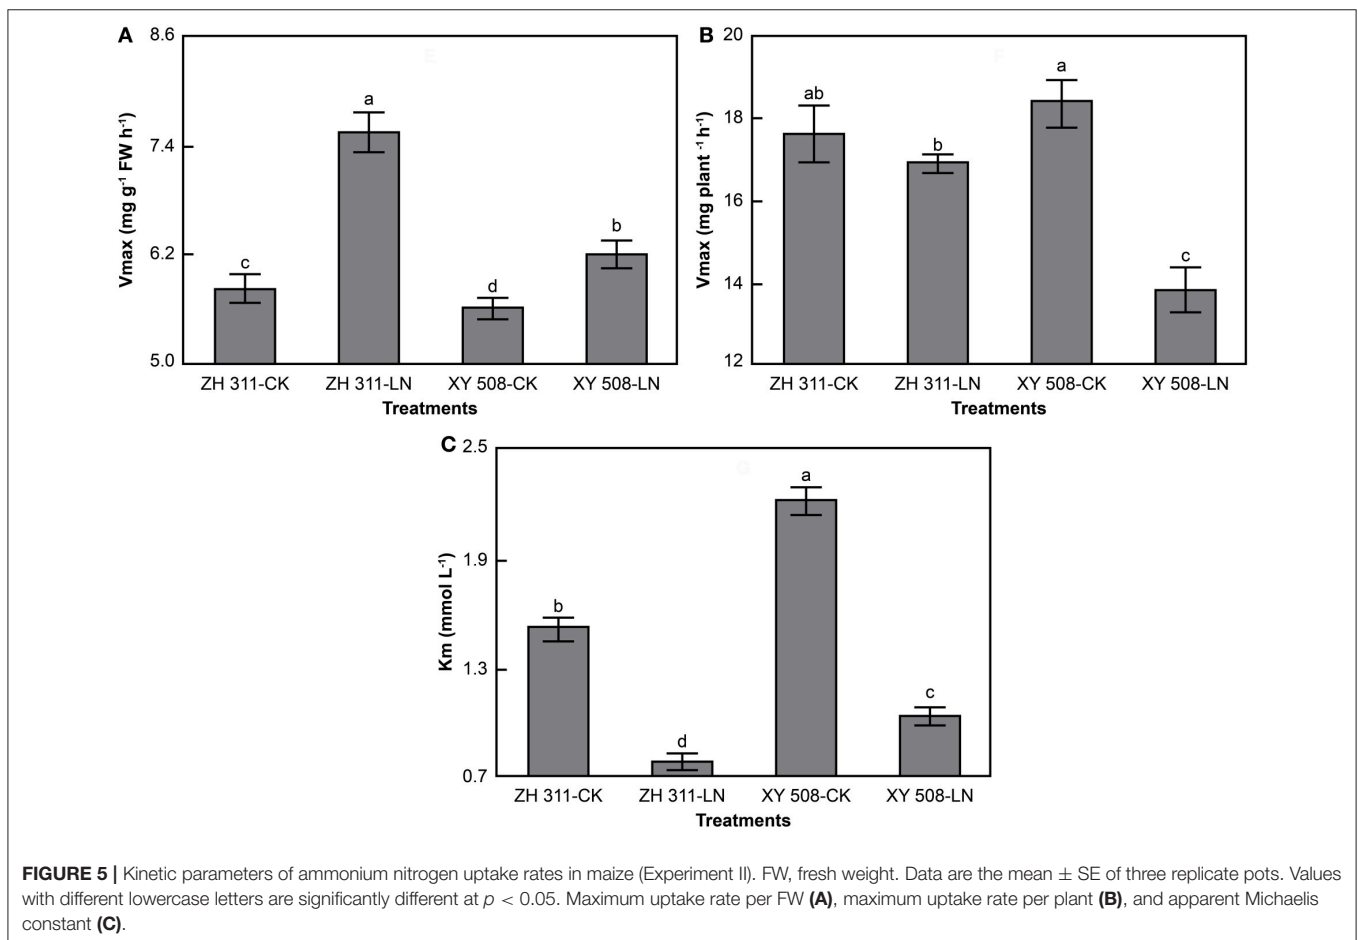 A
8.6
E
a
7.4
Vmax (mg g-1 FW h-1)
b
6.2
c
d
5.0
ZH 311-CK ZH 311-LN XY 508-CK XY 508-LN
Treatments
B
20
F
a
ab
18
b
Vmax (mg plant -1 h-1)
16
c
14
12
ZH 311-CK ZH 311-LN XY 508-CK XY 508-LN
Treatments
C
2.5
G
a
1.9
Km (mmol L-1)
b
1.3
c
d
0.7
ZH 311-CK ZH 311-LN XY 508-CK XY 508-LN
Treatments
FIGURE 5 | Kinetic parameters of ammonium nitrogen uptake rates in maize (Experiment II). FW, fresh weight. Data are the mean ± SE of three replicate pots. Values
with different lowercase letters are significantly different at p < 0.05. Maximum uptake rate per FW (A), maximum uptake rate per plant (B), and apparent Michaelis
constant (C).